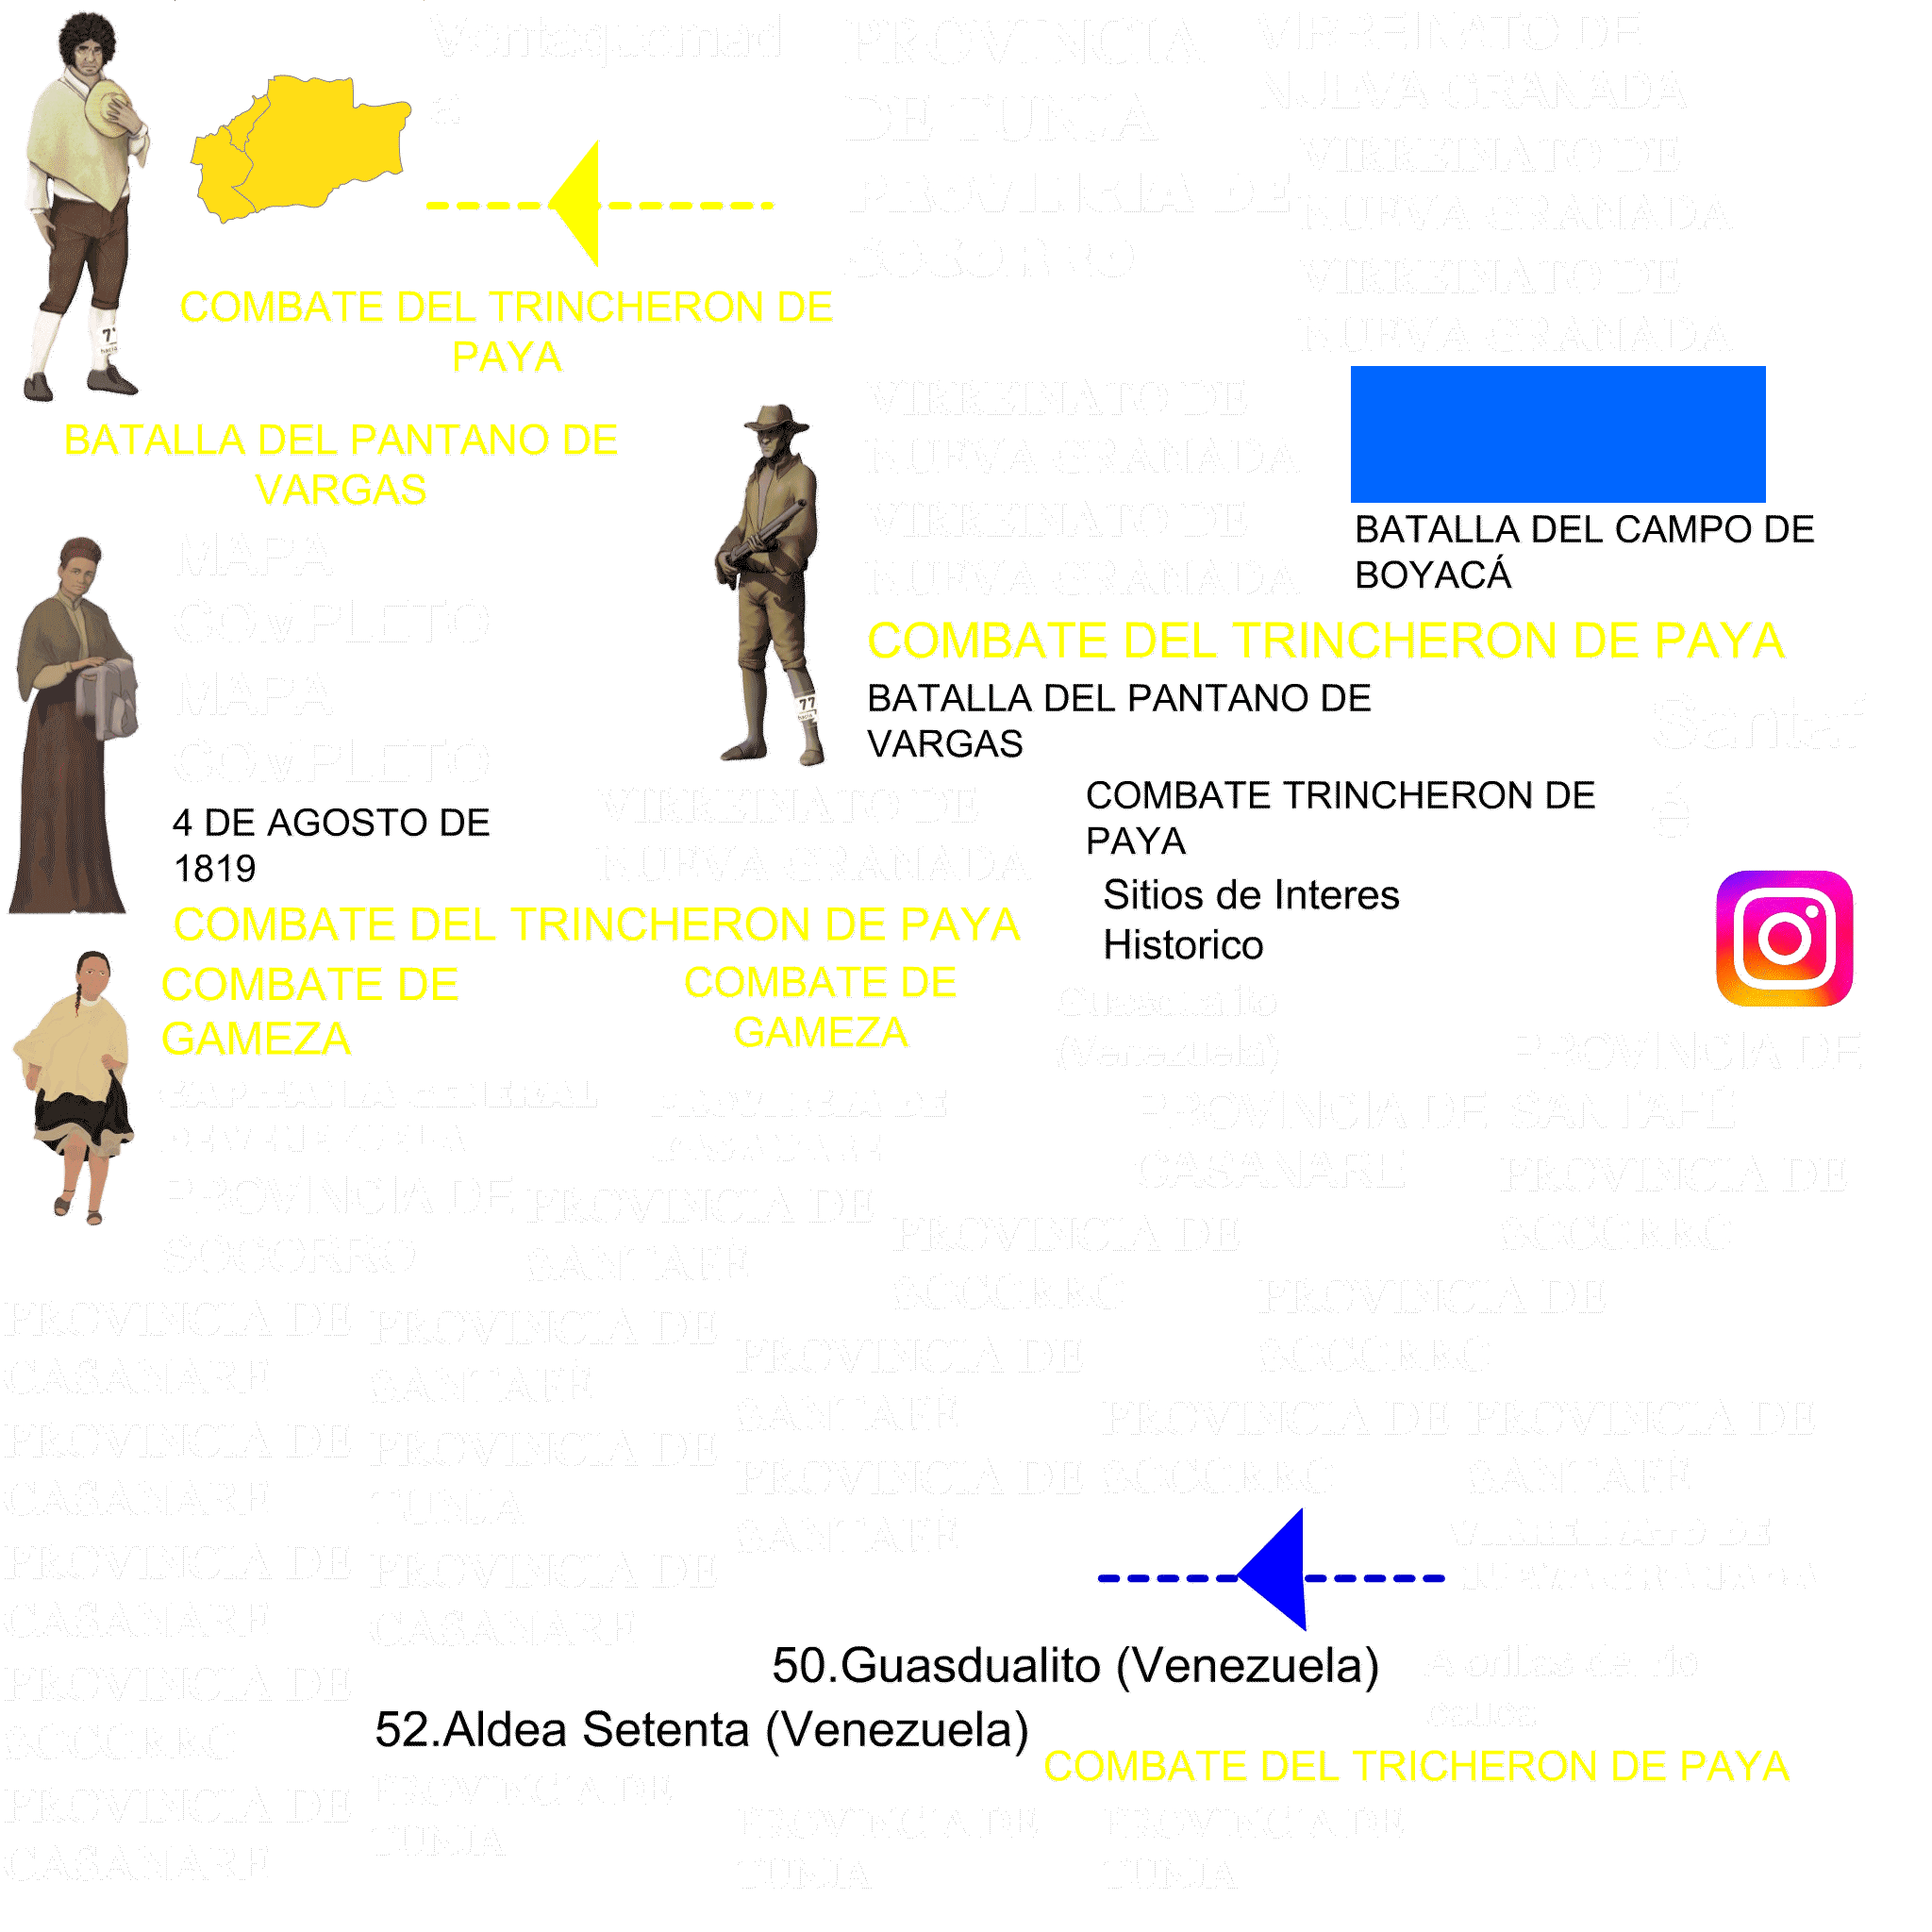 Ventaquemad
a
PROVINCIA
DE TUNJA
PROVINCIA DE
SOCORRO
VIRREINATO DE
NUEVA GRANADA
VIRREINATO DE
NUEVA GRANADA
VIRREINATO DE
NUEVA GRANADA
COMBATE DEL TRINCHERON DE
PAYA
77
hacia
BATALLA DEL PANTANO DE
VARGAS
VIRREINATO DE
NUEVA GRANADA
VIRREINATO DE
NUEVA GRANADA
BATALLA DEL CAMPO DE
BOYACÁ
MAPA
COMPLETO
MAPA
COMPLETO
COMBATE DEL TRINCHERON DE PAYA
77
BATALLA DEL PANTANO DE
VARGAS
Santaf
é
4 DE AGOSTO DE
1819
VIRREINATO DE
NUEVA GRANADA
COMBATE TRINCHERON DE
PAYA
Sitios de Interes
Historico
COMBATE DEL TRINCHERON DE PAYA
COMBATE DE
GAMEZA
COMBATE DE
GAMEZA
Guasdualito
(Venezuela)
PROVINCIA DE
SANTAFÉ
CAPITANIA GENERAL
DE VENEZUELA
PROVINCIA DE
CASANARE
PROVINCIA DE
CASANARE
PROVINCIA DE
SOCORRO
PROVINCIA DE
SOCORRO
PROVINCIA DE
SANTAFÉ
PROVINCIA DE
SOCORRO
PROVINCIA DE
SOCORRO
PROVINCIA DE
CASANARE
PROVINCIA DE
SANTAFÉ
PROVINCIA DE
SANTAFÉ
PROVINCIA DE
SOCORRO
PROVINCIA DE
SANTAFÉ
PROVINCIA DE
CASANARE
PROVINCIA DE
TUNJA
PROVINCIA DE
SANTAFÉ
VIRREINATO DE
NUEVA GRANADA
PROVINCIA DE
CASANARE
PROVINCIA DE
CASANARE
50.Guasdualito (Venezuela)
A orillas del rio
cauca
PROVINCIA DE
SOCORRO
52.Aldea Setenta (Venezuela)
COMBATE DEL TRICHERON DE PAYA
PROVINCIA DE
CASANARE
PROVINCIA DE
TUNJA
PROVINCIA DE
TUNJA
PROVINCIA DE
TUNJA